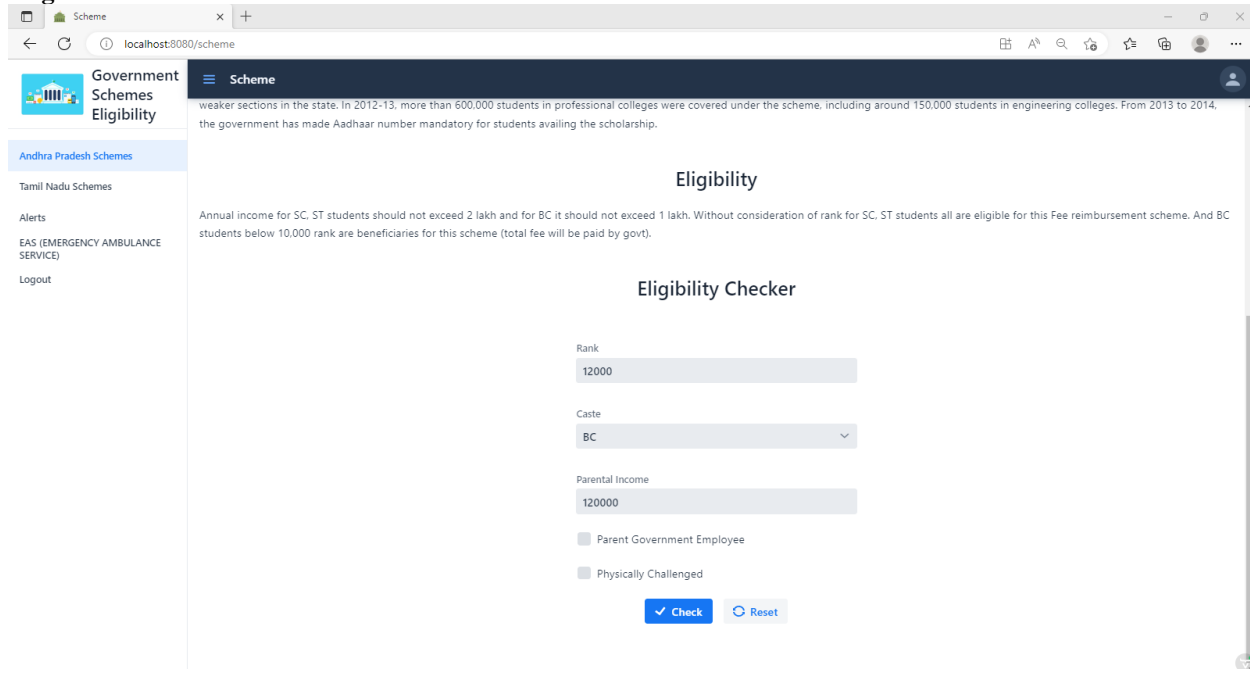 Scheme
localhost:8080/scheme
Government
Schemes
Eligibility
Scheme
Andhra Pradesh Schemes
Tamil Nadu Schemes
Alerts
EAS (EMERGENCY AMBULANCE
SERVICE)
Logout
weaker sections in the state. In 2012-13, more than 600,000 students in professional colleges were covered under the scheme, including around 150,000 students in engineering colleges. From 2013 to 2014,
the government has made Aadhaar number mandatory for students availing the scholarship.
Eligibility
Annual income for SC, ST students should not exceed 2 lakh and for BC it should not exceed 1 lakh. Without consideration of rank for SC, ST students all are eligible for this Fee reimbursement scheme. And BC
students below 10,000 rank are beneficiaries for this scheme (total fee will be paid by govt).
Eligibility Checker
Rank
12000
Caste
BC
Parental Income
120000
Parent Government Employee
Physically Challenged
Check
Reset